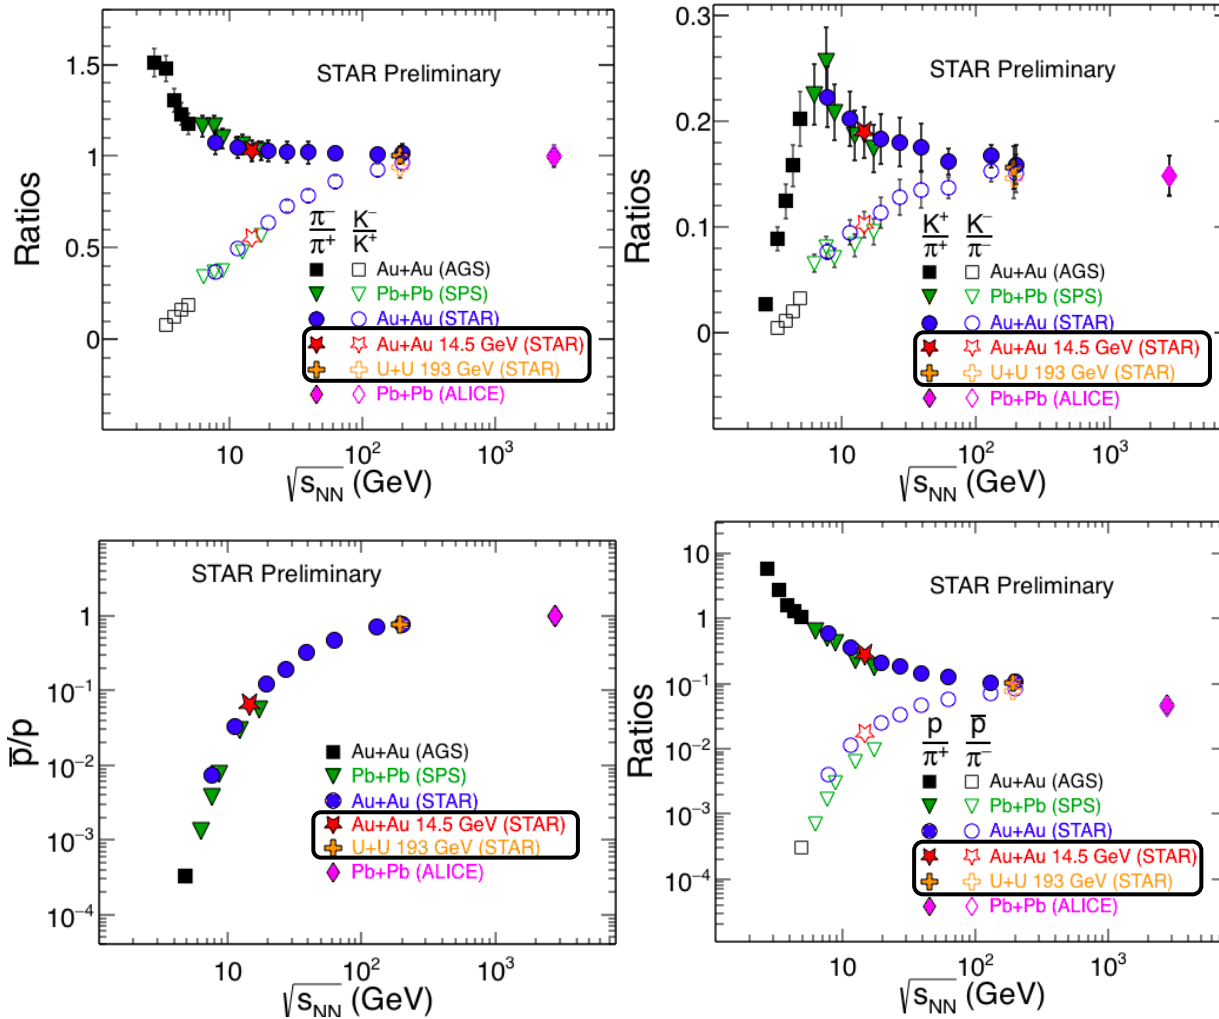 1.5
1
0.5
0
Ratios
STAR Preliminary
π⁻/π⁺ K⁻/K⁺
Au+Au (AGS)
Pb+Pb (SPS)
Au+Au (STAR)
Au+Au 14.5 GeV (STAR)
U+U 193 GeV (STAR)
Pb+Pb (ALICE)
10 10² 10³
√sNN (GeV)
0.3
0.2
0.1
0
Ratios
STAR Preliminary
K⁺/π⁺ K⁻/π⁻
Au+Au (AGS)
Pb+Pb (SPS)
Au+Au (STAR)
Au+Au 14.5 GeV (STAR)
U+U 193 GeV (STAR)
Pb+Pb (ALICE)
10 10² 10³
√sNN (GeV)
1
10⁻¹
10⁻²
10⁻³
10⁻⁴
p̅/p
STAR Preliminary
Au+Au (AGS)
Pb+Pb (SPS)
Au+Au (STAR)
Au+Au 14.5 GeV (STAR)
U+U 193 GeV (STAR)
Pb+Pb (ALICE)
10 10² 10³
√sNN (GeV)
10
1
10⁻¹
10⁻²
10⁻³
10⁻⁴
Ratios
STAR Preliminary
p/π⁺ p̅/π⁻
Au+Au (AGS)
Pb+Pb (SPS)
Au+Au (STAR)
Au+Au 14.5 GeV (STAR)
U+U 193 GeV (STAR)
Pb+Pb (ALICE)
10 10² 10³
√sNN (GeV)